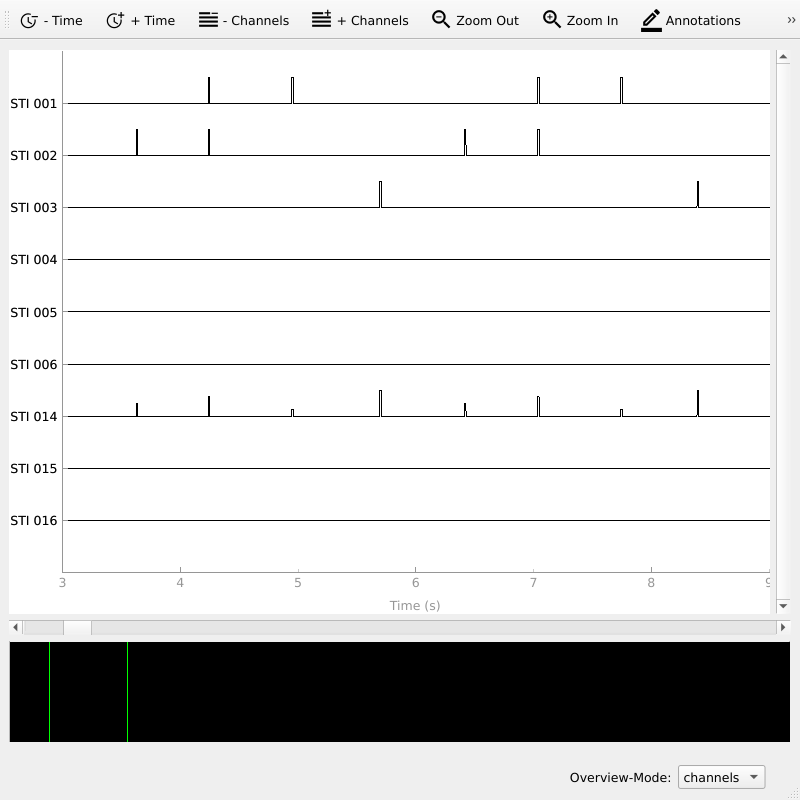 - Time + Time - Channels + Channels Zoom Out Zoom In Annotations »
STI 001
STI 002
STI 003
STI 004
STI 005
STI 006
STI 014
STI 015
STI 016
3 4 5 6 7 8 9
Time (s)
Overview-Mode: channels